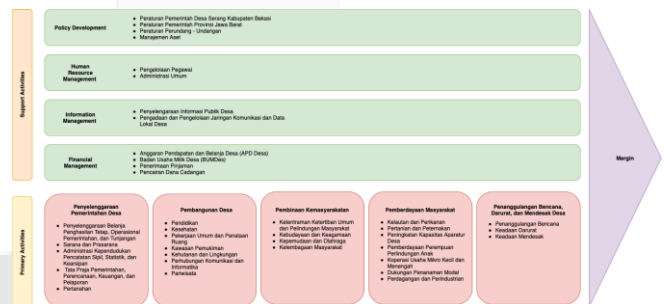 Support Activities
Policy Development
• Peraturan Pemerintah Desa Serang Kabupaten Bekasi
• Peraturan Pemerintah Provinsi Jawa Barat
• Peraturan Perundang - Undangan
• Manajemen Aset
Human
Resource
Management
• Pengelolaan Pegawai
• Administrasi Umum
Information
Management
• Penyelengaraan Informasi Publik Desa
• Pengadaan dan Pengelolaan Jaringan Komunikasi dan Data
Lokal Desa
Financial
Management
• Anggaran Pendapatan dan Belanja Desa (APD Desa)
• Badan Usaha Milik Desa (BUMDes)
• Penerimaan Pinjaman
• Pencairan Dana Cadangan
Margin
Primary Activities
Penyelenggaraan
Pemerintahan Desa
• Penyelenggaraan Belanja
Penghasilan Tetap, Operasional
Pemerintahan, dan Tunjangan
• Sarana dan Prasarana
• Administrasi Kependudukan
Pencatatan Sipil, Statistik, dan
Kearsipan
• Tata Praja Pemerintahan,
Perencanaan, Keuangan, dan
Pelaporan
• Pertanahan
Pembangunan Desa
• Pendidikan
• Kesehatan
• Pekerjaan Umum dan Penataan
Ruang
• Kawasan Pemukiman
• Kehutanan dan Lingkungan
• Perhubungan Komunikasi dan
Informatika
• Pariwisata
Pembinaan Kemasyarakatan
• Ketentraman Ketertiban Umum
dan Pelindungan Masyarakat
• Kebudayaan dan Keagamaan
• Kepemudaan dan Olahraga
• Kelembagaan Masyarakat
Pemberdayaan Masyarakat
• Kelautan dan Perikanan
• Pertanian dan Peternakan
• Peningkatan Kapasitas Aparatur
Desa
• Pemberdayaan Perempuan
Perlindungan Anak
• Koperasi Usaha Mikro Kecil dan
Menengah
• Dukungan Penanaman Modal
• Perdagangan dan Perindustrian
Penanggulangan Bencana,
Darurat, dan Mendesak Desa
• Penanggulangan Bencana
• Keadaan Darurat
• Keadaan Mendesak